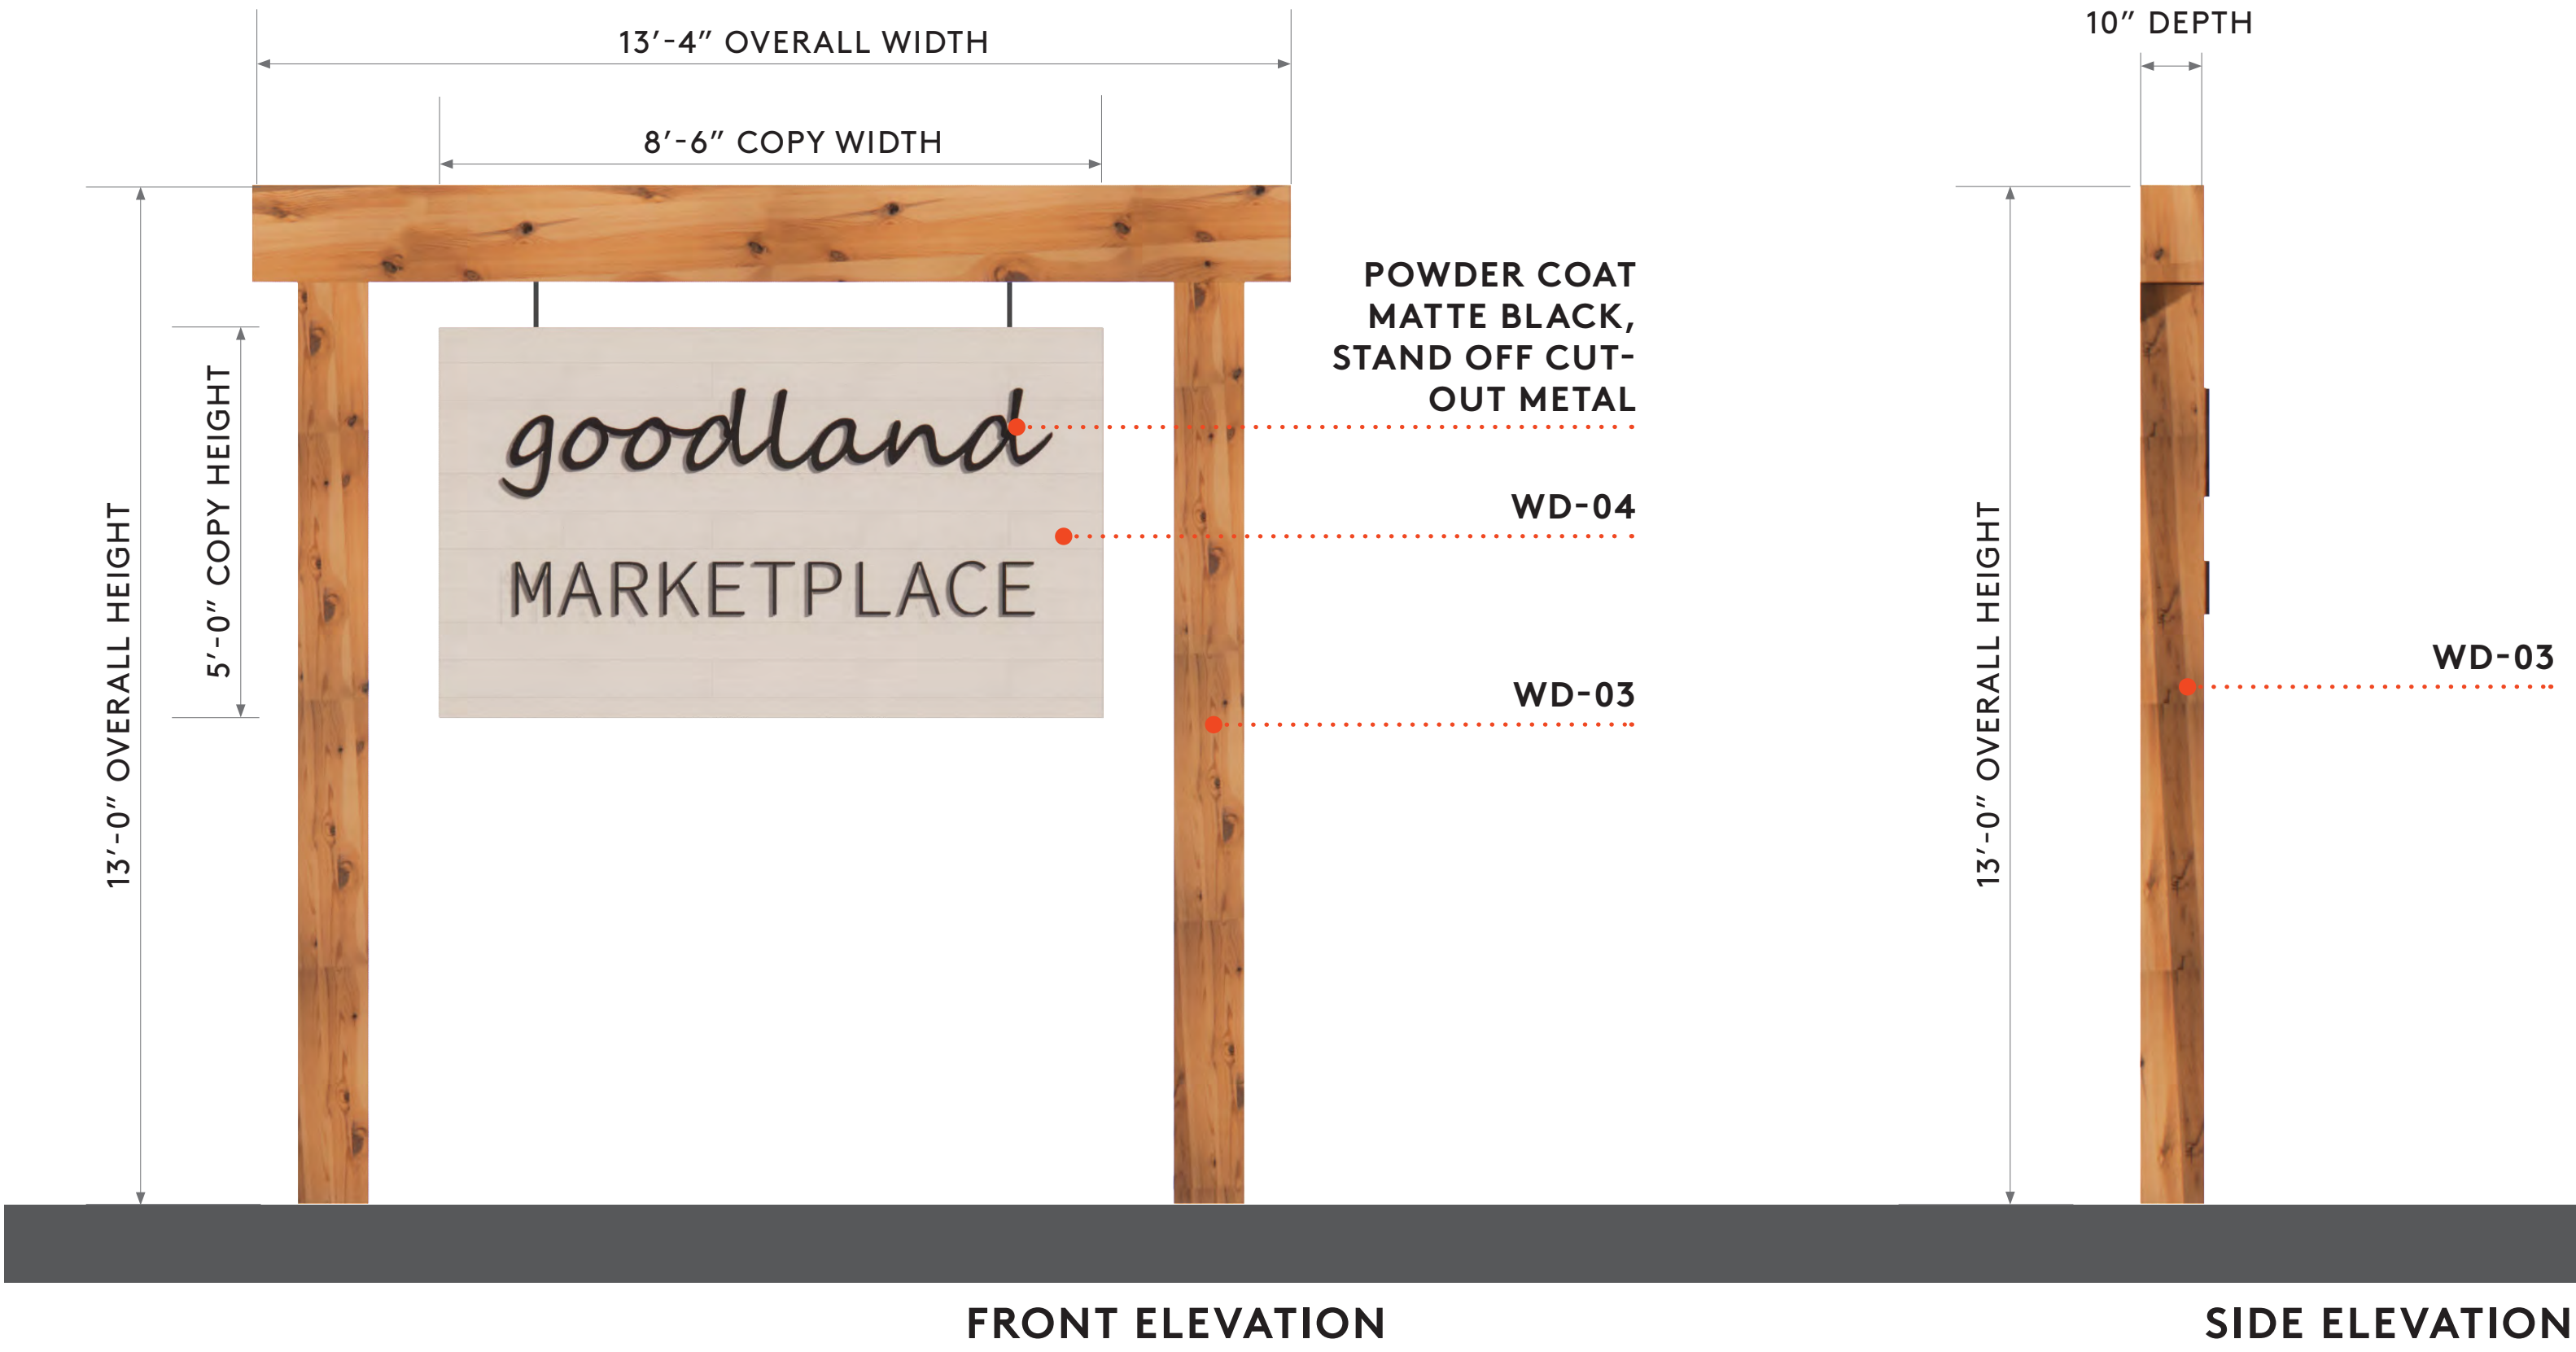 13′-4″ OVERALL WIDTH
8′-6″ COPY WIDTH
10″ DEPTH
POWDER COAT
MATTE BLACK,
STAND OFF CUT-
OUT METAL
goodland
MARKETPLACE
WD-04
WD-03
5′-0″ COPY HEIGHT
13′-0″ OVERALL HEIGHT
13′-0″ OVERALL HEIGHT
WD-03
FRONT ELEVATION
SIDE ELEVATION